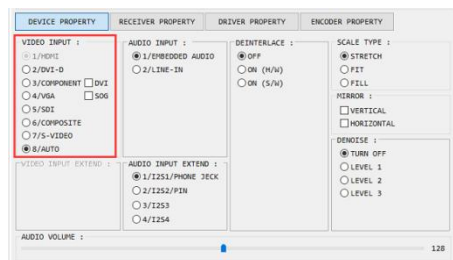 DEVICE PROPERTY RECEIVER PROPERTY DRIVER PROPERTY ENCODER PROPERTY
VIDEO INPUT :
1/HDMI
2/DVI-D
3/COMPONENT DVI
4/VGA SOG
5/SDI
6/COMPOSITE
7/S-VIDEO
8/AUTO
AUDIO INPUT :
1/EMBEDDED AUDIO
2/LINE-IN
DEINTERLACE :
OFF
ON (H/W)
ON (S/W)
SCALE TYPE :
STRETCH
FIT
FILL
MIRROR :
VERTICAL
HORIZONTAL
DENOISE :
TURN OFF
LEVEL 1
LEVEL 2
LEVEL 3
VIDEO INPUT EXTEND :
AUDIO INPUT EXTEND :
1/I2S1/PHONE JECK
2/I2S2/PIN
3/I2S3
4/I2S4
AUDIO VOLUME :
128